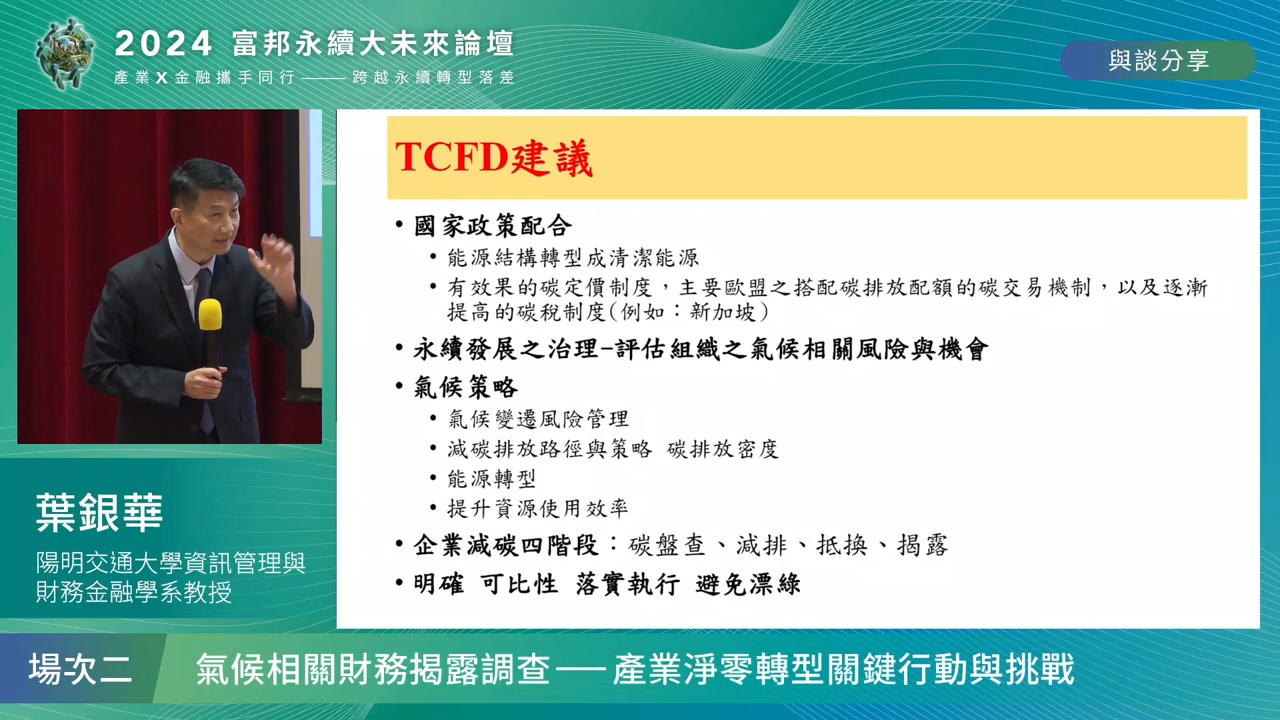 2024 富邦永續大未來論壇
產業X金融攜手同行——跨越永續轉型落差
與談分享
TCFD建議
• 國家政策配合
• 能源結構轉型成清潔能源
• 有效果的碳定價制度，主要歐盟之搭配碳排放配額的碳交易機制，以及逐漸
提高的碳稅制度(例如：新加坡)
• 永續發展之治理-評估組織之氣候相關風險與機會
• 氣候策略
• 氣候變遷風險管理
• 減碳排放路徑與策略 碳排放密度
• 能源轉型
• 提升資源使用效率
• 企業減碳四階段：碳盤查、減排、抵換、揭露
• 明確 可比性 落實執行 避免漂綠
葉銀華
陽明交通大學資訊管理與
財務金融學系教授
場次二
氣候相關財務揭露調查——產業淨零轉型關鍵行動與挑戰